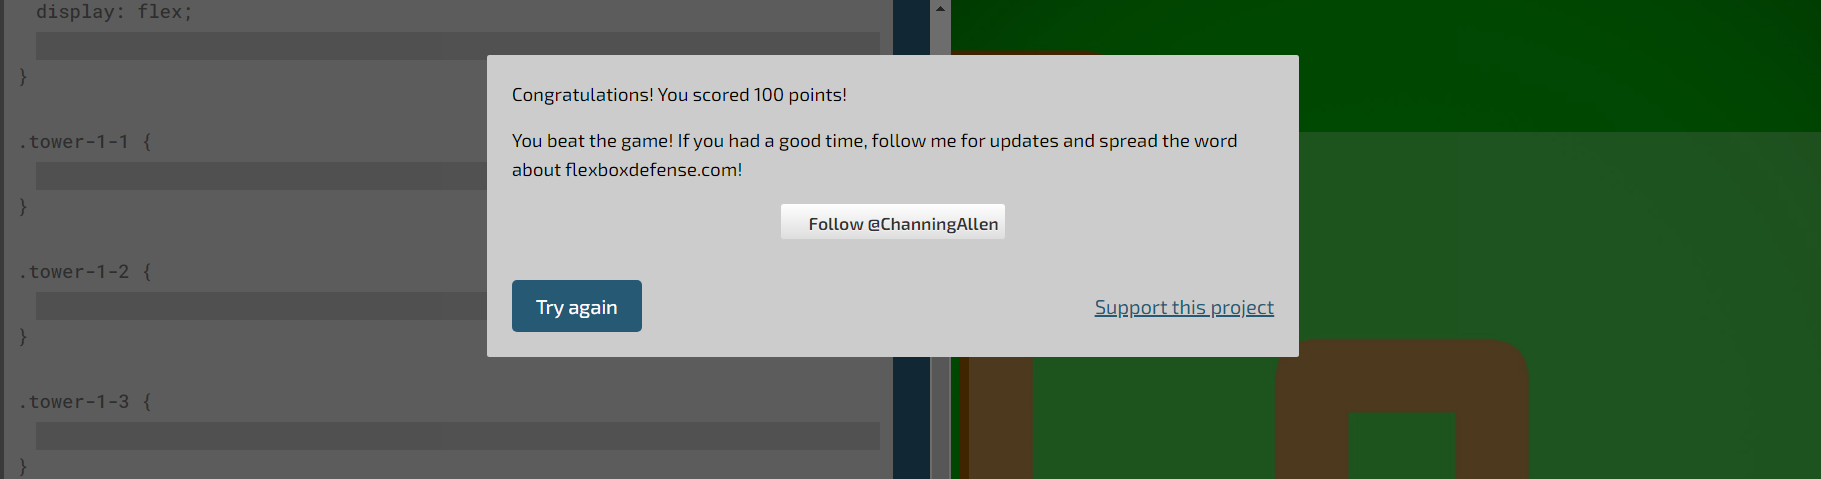 display: flex;
}
.tower-1-1 {
}
.tower-1-2 {
}
.tower-1-3 {
}
Congratulations! You scored 100 points!
You beat the game! If you had a good time, follow me for updates and spread the word
about flexboxdefense.com!
Follow @ChanningAllen
Try again
Support this project